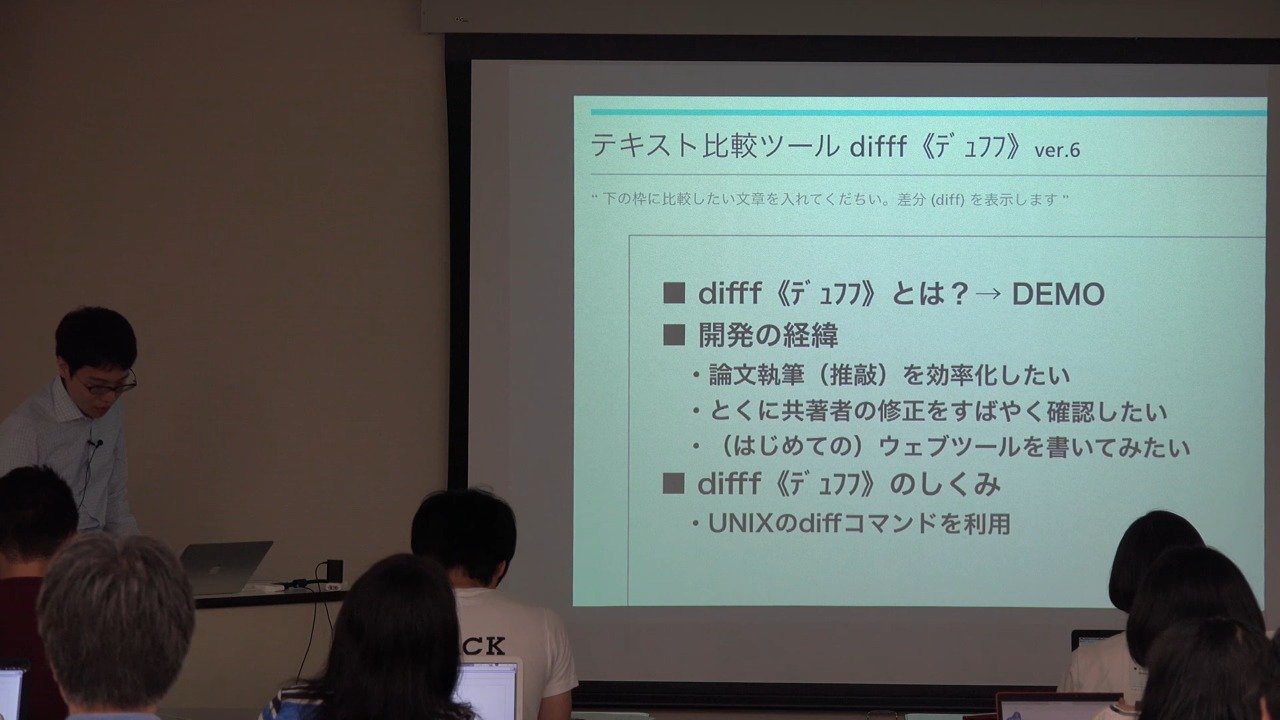 テキスト比較ツール difff《ﾃﾞｭﾌﾌ》ver.6
“ 下の枠に比較したい文章を入れてくだちい。差分 (diff) を表示します ”
■ difff《ﾃﾞｭﾌﾌ》とは？→ DEMO
■ 開発の経緯
・論文執筆（推敲）を効率化したい
・とくに共著者の修正をすばやく確認したい
・（はじめての）ウェブツールを書いてみたい
■ difff《ﾃﾞｭﾌﾌ》のしくみ
・UNIXのdiffコマンドを利用
CK